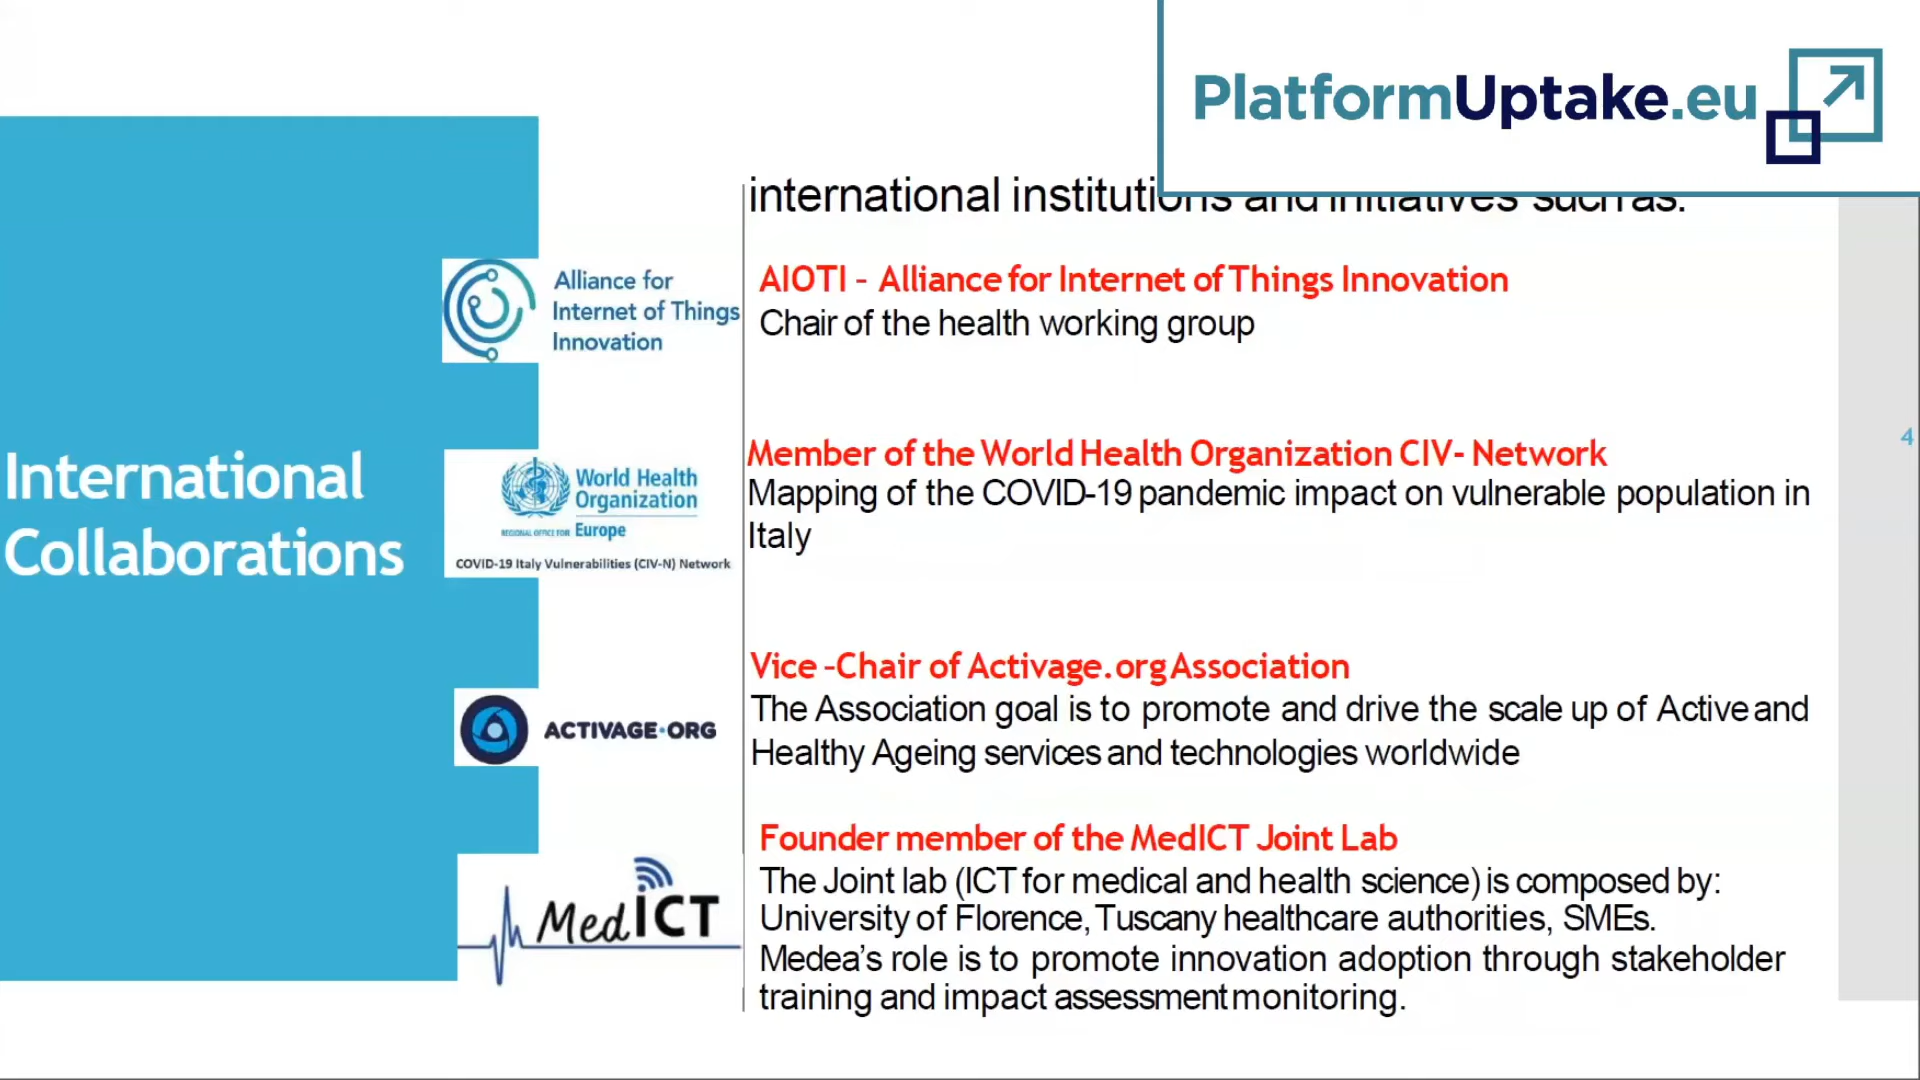 PlatformUptake.eu
international institutions and initiatives such as:
Alliance for
Internet of Things
Innovation
AIOTI - Alliance for Internet of Things Innovation
Chair of the health working group
4
International
Collaborations
World Health
Organization
REGIONAL OFFICE FOR Europe
COVID-19 Italy Vulnerabilities (CIV-N) Network
Member of the World Health Organization CIV- Network
Mapping of the COVID-19 pandemic impact on vulnerable population in
Italy
ACTIVAGE·ORG
Vice –Chair of Activage.org Association
The Association goal is to promote and drive the scale up of Active and
Healthy Ageing services and technologies worldwide
MedICT
Founder member of the MedICT Joint Lab
The Joint lab (ICT for medical and health science) is composed by:
University of Florence, Tuscany healthcare authorities, SMEs.
Medea’s role is to promote innovation adoption through stakeholder
training and impact assessment monitoring.